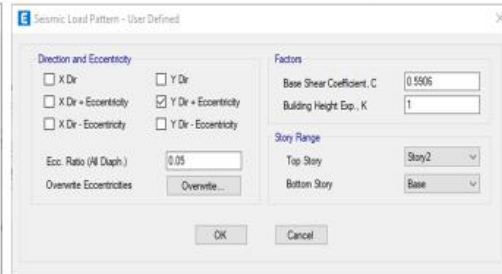 E Seismic Load Pattern - User Defined
Direction and Eccentricity
X Dir
Y Dir
X Dir + Eccentricity
Y Dir + Eccentricity
X Dir - Eccentricity
Y Dir - Eccentricity
Ecc. Ratio (All Diaph.)
0.05
Overwrite Eccentricities
Overwrite...
Factors
Base Shear Coefficient, C
0.5906
Building Height Exp., K
1
Story Range
Top Story
Story2
Bottom Story
Base
OK
Cancel